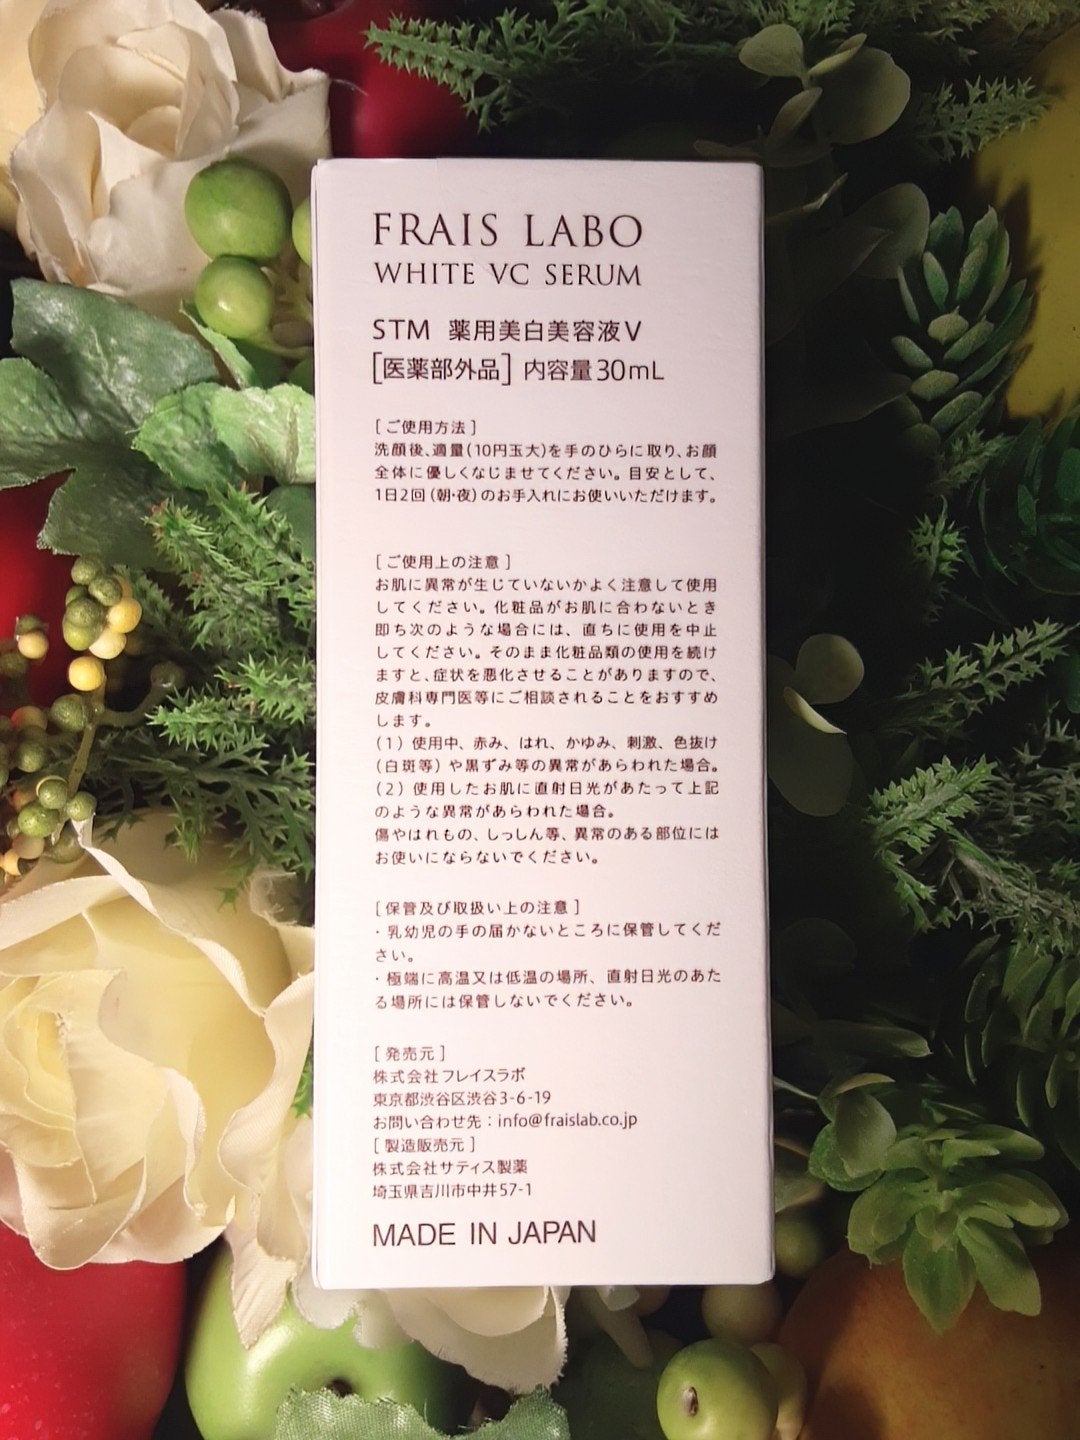 FRAIS LABO
WHITE VC SERUM
STM 薬用美白美容液V
[医薬部外品] 内容量30mL
[ご使用方法]
洗顔後、適量(10円玉大)を手のひらに取り、お顔
全体に優しくなじませてください。目安として、
1日2回(朝・夜)のお手入れにお使いいただけます。
[ご使用上の注意]
お肌に異常が生じていないかよく注意して使用
してください。化粧品がお肌に合わないとき
即ち次のような場合には、直ちに使用を中止
してください。そのまま化粧品類の使用を続け
ますと、症状を悪化させることがありますので、
皮膚科専門医等にご相談されることをおすすめ
します。
(1)使用中、赤み、はれ、かゆみ、刺激、色抜け
(白斑等)や黒ずみ等の異常があらわれた場合。
(2)使用したお肌に直射日光があたって上記
のような異常があらわれた場合。
傷やはれもの、しっしん等、異常のある部位には
お使いにならないでください。
[保管及び取扱い上の注意]
・乳幼児の手の届かないところに保管してくだ
さい。
・極端に高温又は低温の場所、直射日光のあた
る場所には保管しないでください。
[発売元]
株式会社フレイスラボ
東京都渋谷区渋谷3-6-19
お問い合わせ先：info@fraislab.co.jp
[製造販売元]
株式会社サティス製薬
埼玉県吉川市中井57-1
MADE IN JAPAN